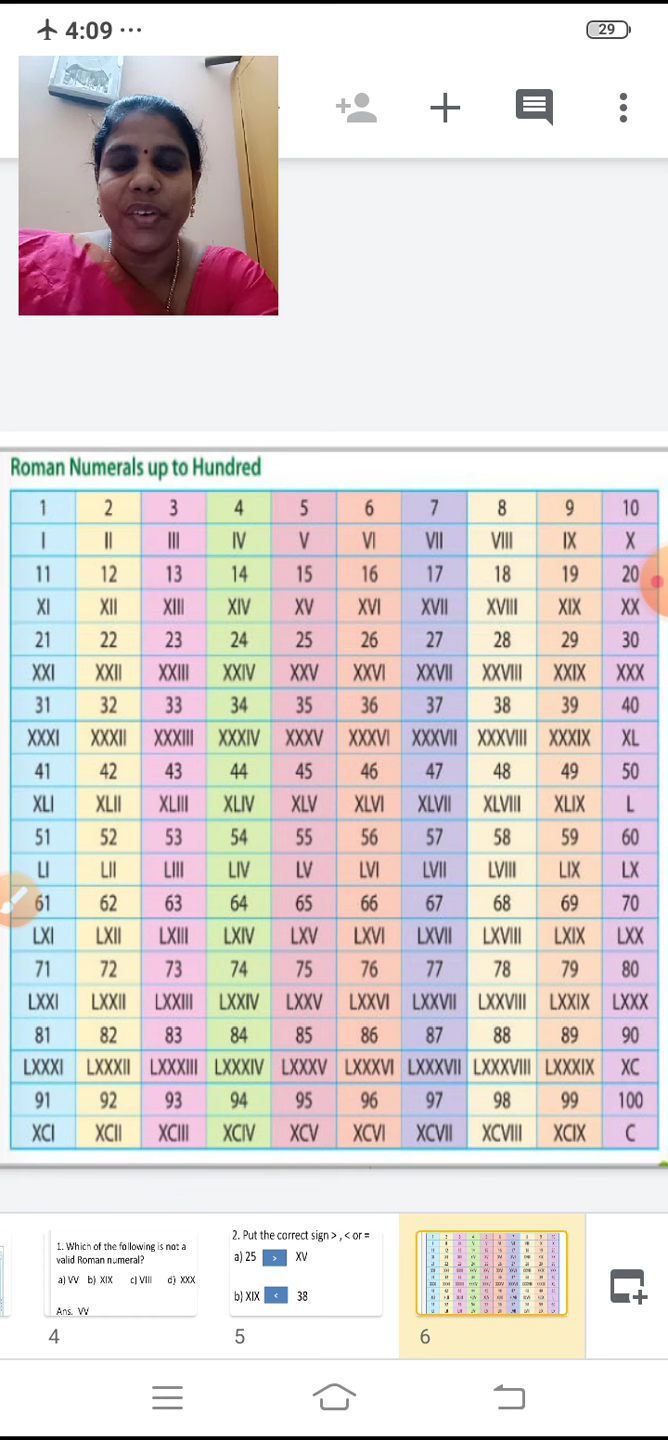 4:09 ...
29
Roman Numerals up to Hundred
1 2 3 4 5 6 7 8 9 10
I II III IV V VI VII VIII IX X
11 12 13 14 15 16 17 18 19 20
XI XII XIII XIV XV XVI XVII XVIII XIX XX
21 22 23 24 25 26 27 28 29 30
XXI XXII XXIII XXIV XXV XXVI XXVII XXVIII XXIX XXX
31 32 33 34 35 36 37 38 39 40
XXXI XXXII XXXIII XXXIV XXXV XXXVI XXXVII XXXVIII XXXIX XL
41 42 43 44 45 46 47 48 49 50
XLI XLII XLIII XLIV XLV XLVI XLVII XLVIII XLIX L
51 52 53 54 55 56 57 58 59 60
LI LII LIII LIV LV LVI LVII LVIII LIX LX
61 62 63 64 65 66 67 68 69 70
LXI LXII LXIII LXIV LXV LXVI LXVII LXVIII LXIX LXX
71 72 73 74 75 76 77 78 79 80
LXXI LXXII LXXIII LXXIV LXXV LXXVI LXXVII LXXVIII LXXIX LXXX
81 82 83 84 85 86 87 88 89 90
LXXXI LXXXII LXXXIII LXXXIV LXXXV LXXXVI LXXXVII LXXXVIII LXXXIX XC
91 92 93 94 95 96 97 98 99 100
XCI XCII XCIII XCIV XCV XCVI XCVII XCVIII XCIX C
1. Which of the following is not a
valid Roman numeral?
a) VV b) XIX c) VIII d) XXX
Ans. VV
4
2. Put the correct sign > , < or =
a) 25 > XV
b) XIX < 38
5
6